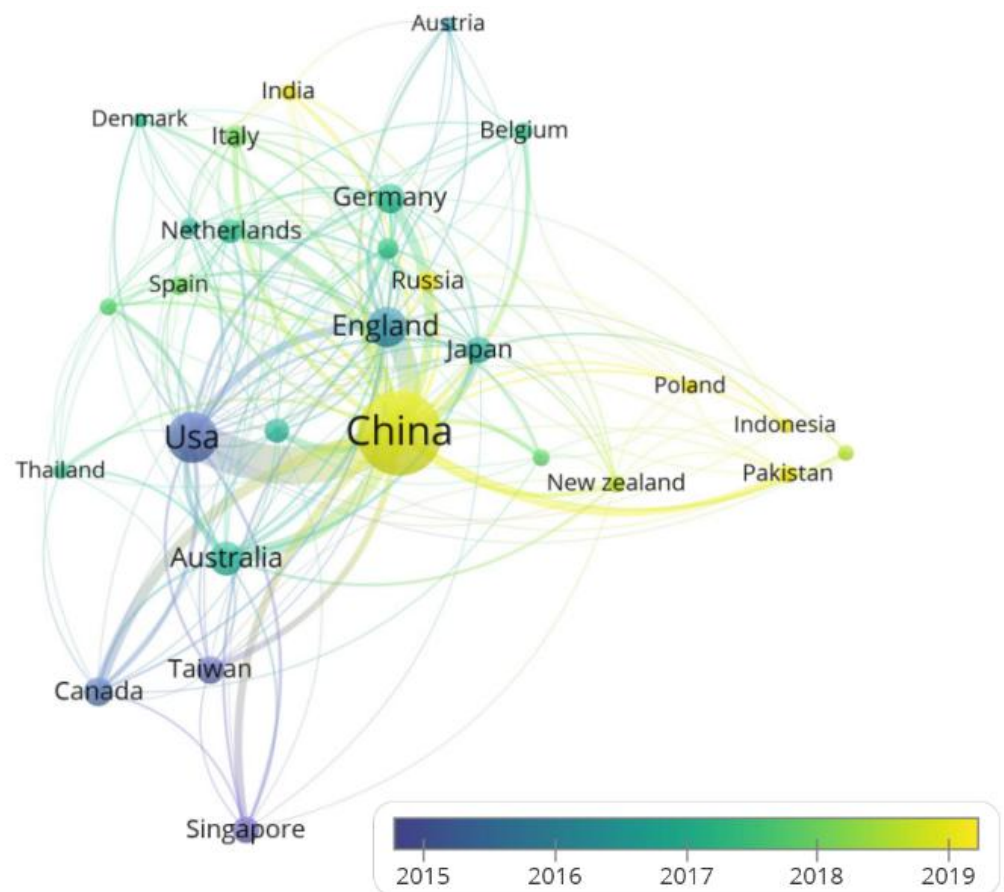 Austria
India
Denmark
Italy
Belgium
Germany
Netherlands
Spain
Russia
England
Japan
Poland
China
Indonesia
Usa
Thailand
Pakistan
New zealand
Australia
Taiwan
Canada
Singapore
2015 2016 2017 2018 2019